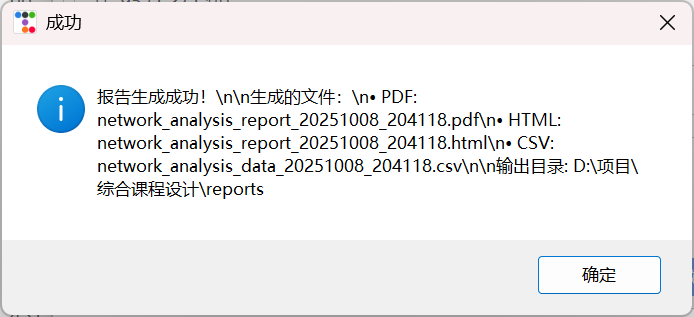 成功
报告生成成功！\n\n生成的文件：\n• PDF:
network_analysis_report_20251008_204118.pdf\n• HTML:
network_analysis_report_20251008_204118.html\n• CSV:
network_analysis_data_20251008_204118.csv\n\n输出目录: D:\项目\
综合课程设计\reports
确定